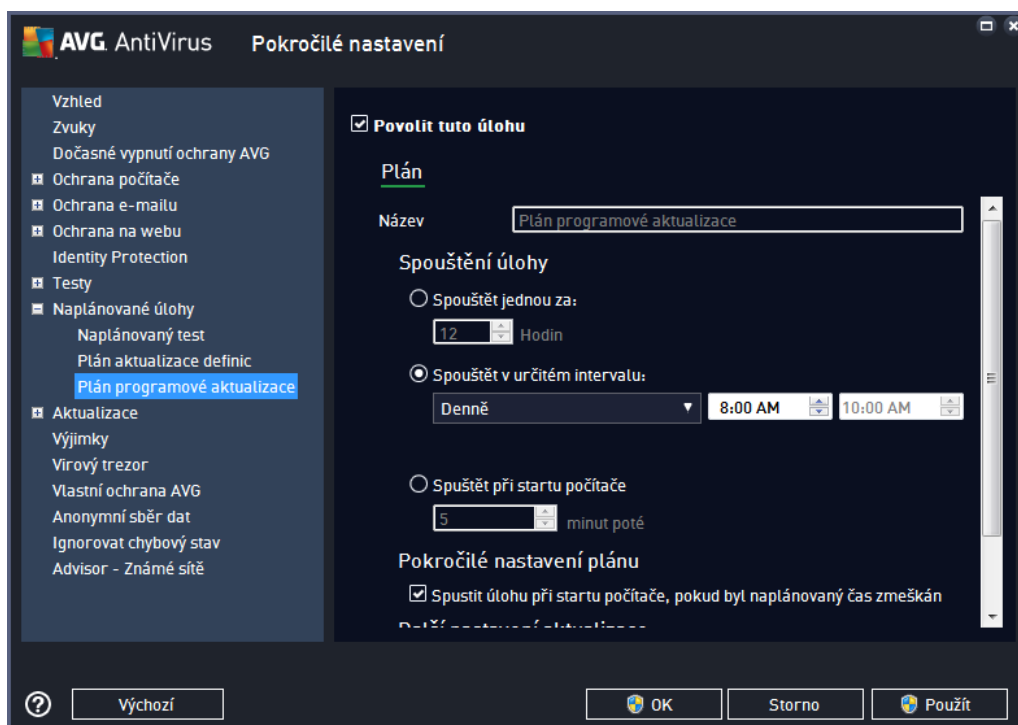 AVG. AntiVirus Pokročilé nastavení
Vzhled
Zvuky
Dočasné vypnutí ochrany AVG
Ochrana počítače
Ochrana e-mailu
Ochrana na webu
Identity Protection
Testy
Naplánované úlohy
Naplánovaný test
Plán aktualizace definic
Plán programové aktualizace
Aktualizace
Výjimky
Virový trezor
Vlastní ochrana AVG
Anonymní sběr dat
Ignorovat chybový stav
Advisor - Známé sítě
Povolit tuto úlohu
Plán
Název Plán programové aktualizace
Spouštění úlohy
Spouštět jednou za:
12 Hodin
Spouštět v určitém intervalu:
Denně 8:00 AM 10:00 AM
Spuštět při startu počítače
5 minut poté
Pokročilé nastavení plánu
Spustit úlohu při startu počítače, pokud byl naplánovaný čas zmeškán
Další nastavení aktualizace
? Výchozí OK Storno Použít